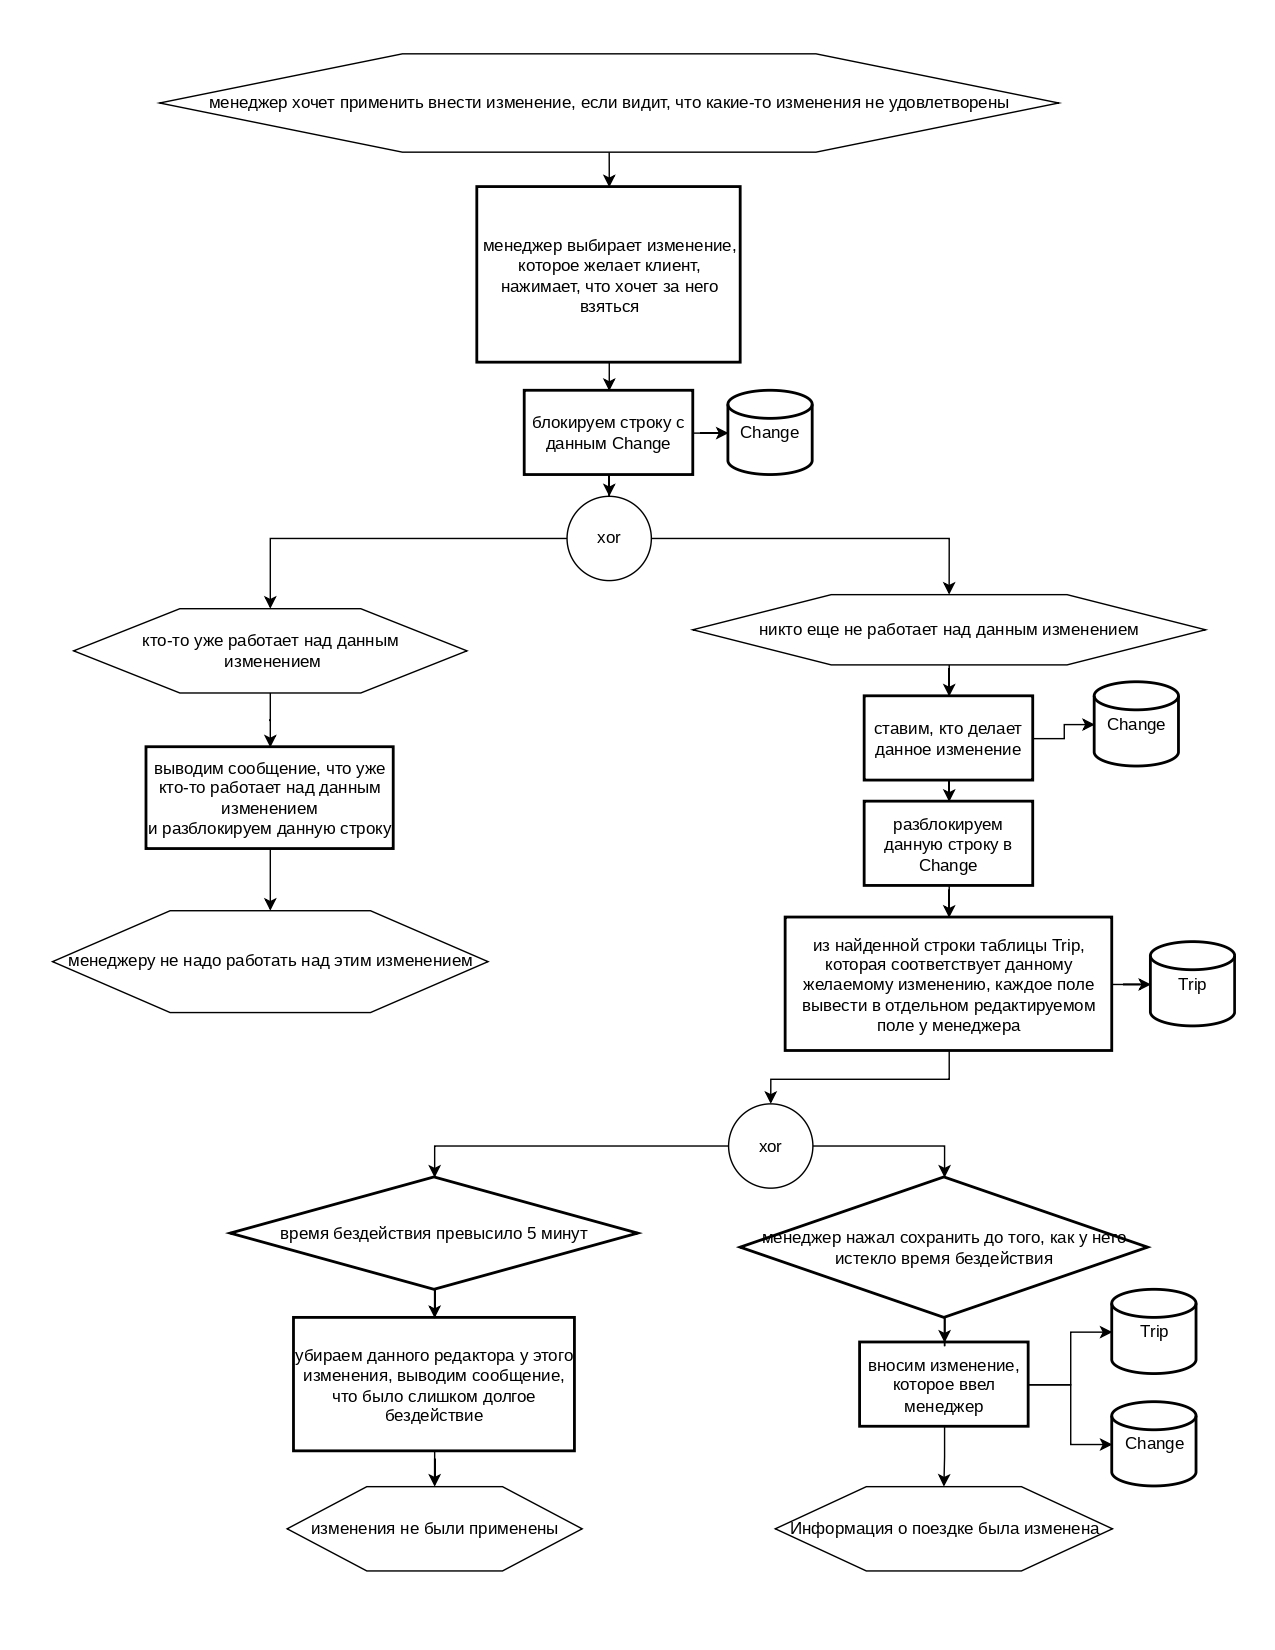 менеджер хочет применить внести изменение, если видит, что какие-то изменения не удовлетворены
менеджер выбирает изменение,
которое желает клиент,
нажимает, что хочет за него
взяться
блокируем строку с
данным Change
Change
xor
кто-то уже работает над данным
изменением
никто еще не работает над данным изменением
ставим, кто делает
данное изменение
Change
выводим сообщение, что уже
кто-то работает над данным
изменением
и разблокируем данную строку
разблокируем
данную строку в
Change
менеджеру не надо работать над этим изменением
из найденной строки таблицы Trip,
которая соответствует данному
желаемому изменению, каждое поле
вывести в отдельном редактируемом
поле у менеджера
Trip
xor
время бездействия превысило 5 минут
менеджер нажал сохранить до того, как у него
истекло время бездействия
убираем данного редактора у этого
изменения, выводим сообщение,
что было слишком долгое
бездействие
вносим изменение,
которое ввел
менеджер
Trip
Change
изменения не были применены
Информация о поездке была изменена